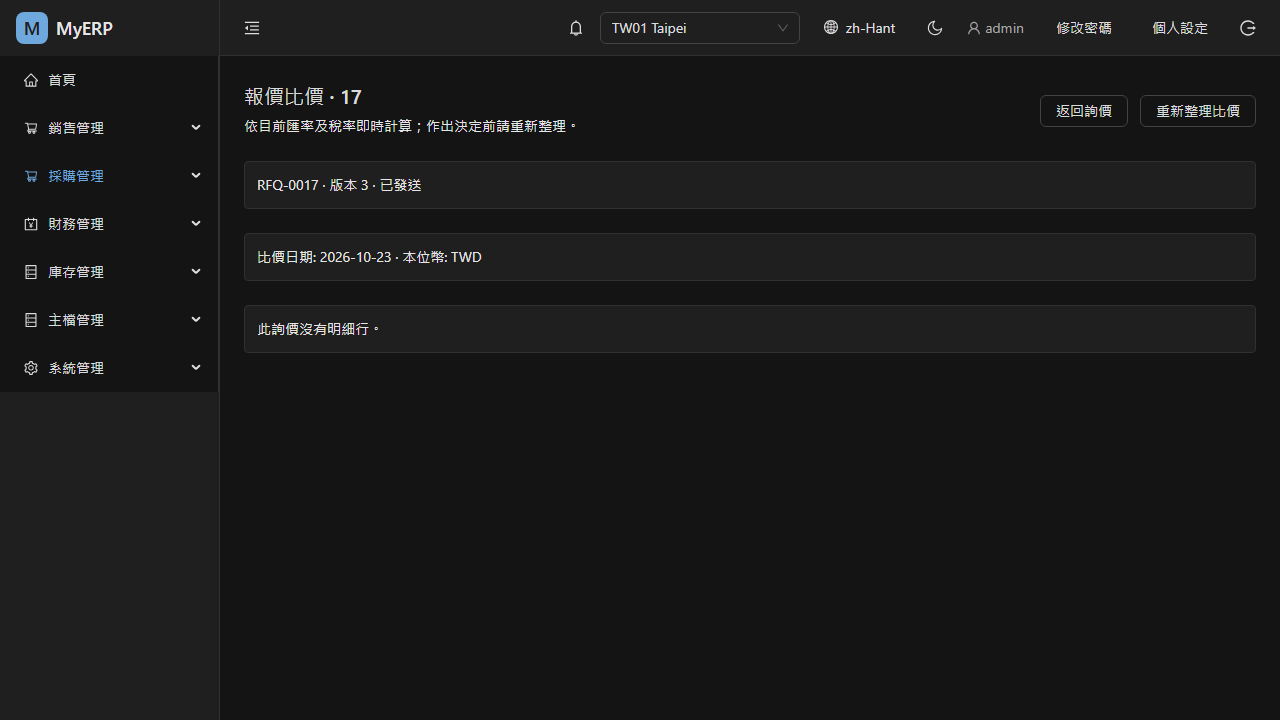 M MyERP
TW01 Taipei
zh-Hant
admin
修改密碼
個人設定
首頁
銷售管理
採購管理
財務管理
庫存管理
主檔管理
系統管理
報價比價 · 17
依目前匯率及稅率即時計算；作出決定前請重新整理。
返回詢價
重新整理比價
RFQ-0017 · 版本 3 · 已發送
比價日期: 2026-10-23 · 本位幣: TWD
此詢價沒有明細行。